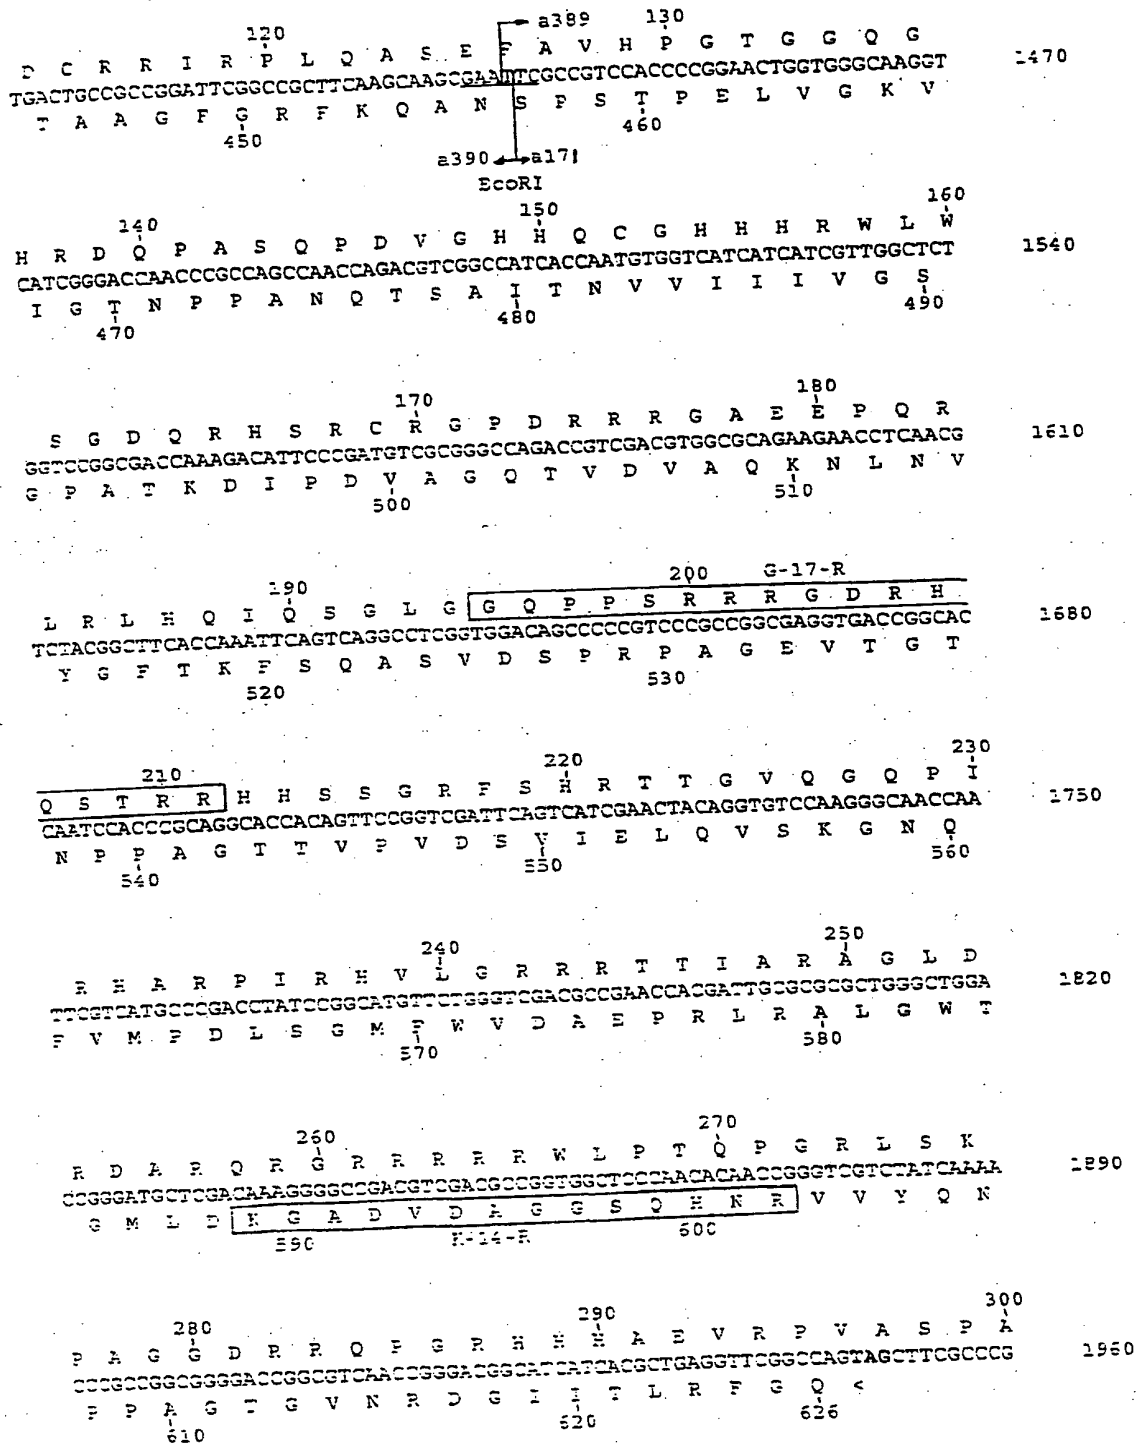 a389
120 130
D C R R I R P L Q A S E F A V H P G T G G Q G
TGACTGCCGCCGGATTCGGCCGCTTCAAGCAAGCGAATTCGCCGTCCACCCCGGAACTGGTGGGCAAGGT 1470
T A A G F G R F K Q A N S P S T P E L V G K V
450 460
a390 a171
EcoRI
140 150 160
H R D Q P A S Q P D V G H H Q C G H H H R W L W
CATCGGGACCAACCCGCCAGCCAACCAGACGTCGGCCATCACCAATGTGGTCATCATCATCGTTGGCTCT 1540
I G T N P P A N Q T S A I T N V V I I I V G S
470 480 490
170 180
S G D Q R H S R C R G P D R R R G A E E P Q R
GGTCCGGCGACCAAAGACATTCCCGATGTCGCGGGCCAGACCGTCGACGTGGCGCAGAAGAACCTCAACG 1610
G P A T K D I P D V A G Q T V D V A Q K N L N V
500 510
190 200 G-17-R
L R L H Q I Q S G L G G Q P P S R R R G D R H
TCTACGGCTTCACCAAATTCAGTCAGGCCTCGGTGGACAGCCCCCGTCCCGCCGGCGAGGTGACCGGCAC 1680
Y G F T K F S Q A S V D S P R P A G E V T G T
520 530
210 220 230
Q S T R R H H S S G R F S H R T T G V Q G Q P I
CAATCCACCCGCAGGCACCACAGTTCCGGTCGATTCAGTCATCGAACTACAGGTGTCCAAGGGCAACCAA 1750
N P P A G T T V P V D S V I E L Q V S K G N Q
540 550 560
240 250
R H A R P I R H V L G R R R T T I A R A G L D
TTCGTCATGCCCGACCTATCCGGCATGTTCTGGGTCGACGCCGAACCACGATTGCGCGCGCTGGGCTGGA 1820
F V M P D L S G M F W V D A E P R L R A L G W T
570 580
260 270
R D A R Q R G R R R R R W L P T Q P G R L S K
CCGGGATGCTCGACAAAGGGGCCGACGTCGACGCCGGTGGCTCCCAACACAACCGGGTCGTCTATCAAAA 1890
G M L D K G A D V D A G G S Q H N R V V Y Q N
590 K-14-R 600
280 290 300
P A G G D R R Q P G R H H H A E V R P V A S P A
CCCGCCGGCGGGGACCGGCGTCAACCGGGACGGCATCATCACGCTGAGGTTCGGCCAGTAGCTTCGCCCG 1960
P P A G T G V N R D G I I T L R F G Q <
610 620 626